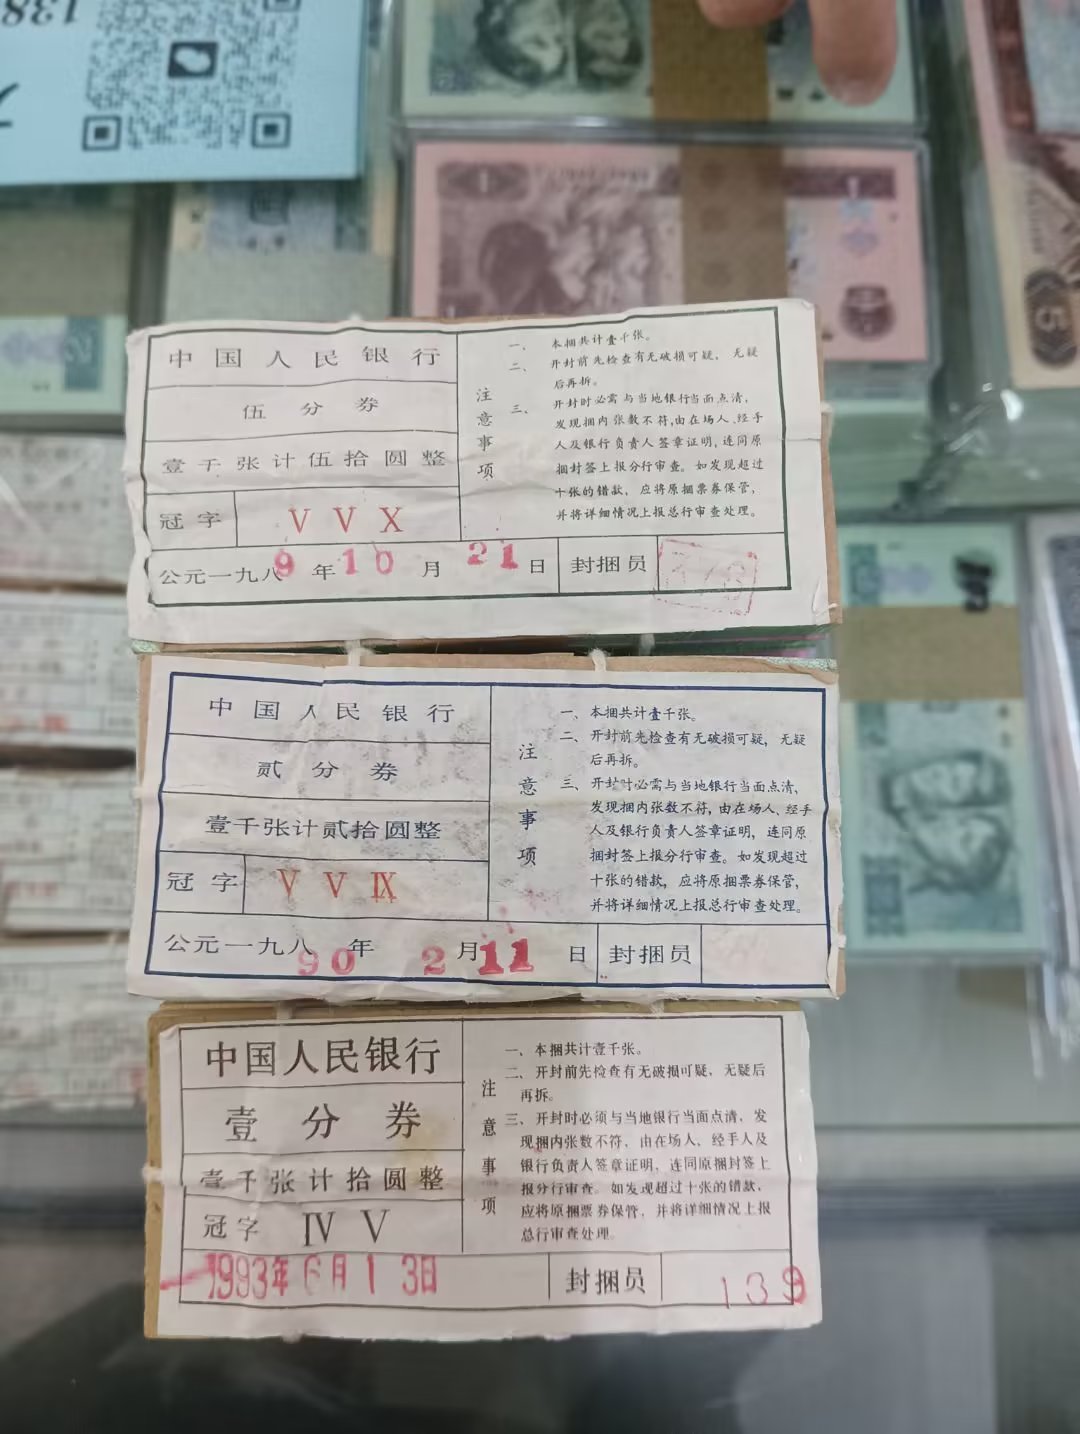 138
中国人民银行
伍分券
壹千张计伍拾圆整
冠字 V V X
公元一九八9年10月21日 封捆员
注意事项
一、本捆共计壹千张。
二、开封前先检查有无破损可疑，无疑
后再拆。
三、开封时必需与当地银行当面点清，
发现捆内张数不符,由在场人、经手
人及银行负责人签章证明，连同原
捆封签上报分行审查。如发现超过
十张的错款，应将原捆票券保管，
并将详细情况上报总行审查处理。
中国人民银行
贰分券
壹千张计贰拾圆整
冠字 V V Ⅸ
公元一九八90年2月11日 封捆员
注意事项
一、本捆共计壹千张。
二、开封前先检查有无破损可疑，无疑
后再拆。
三、开封时必需与当地银行当面点清，
发现捆内张数不符，由在场人、经手
人及银行负责人签章证明，连同原
捆封签上报分行审查。如发现超过
十张的错款，应将原捆票券保管，
并将详细情况上报总行审查处理。
中国人民银行
壹分券
壹千张计拾圆整
冠字 Ⅳ V
1993年6月13日 封捆员 139
注意事项
一、本捆共计壹千张。
二、开封前先检查有无破损可疑、无疑后
再拆。
三、开封时必须与当地银行当面点清，发
现捆内张数不符，由在场人，经手人及
银行负责人签章证明，连同原捆封签上
报分行审查。如发现超过十张的错款，
应将原捆票券保管，并将详细情况上报
总行审查处理。